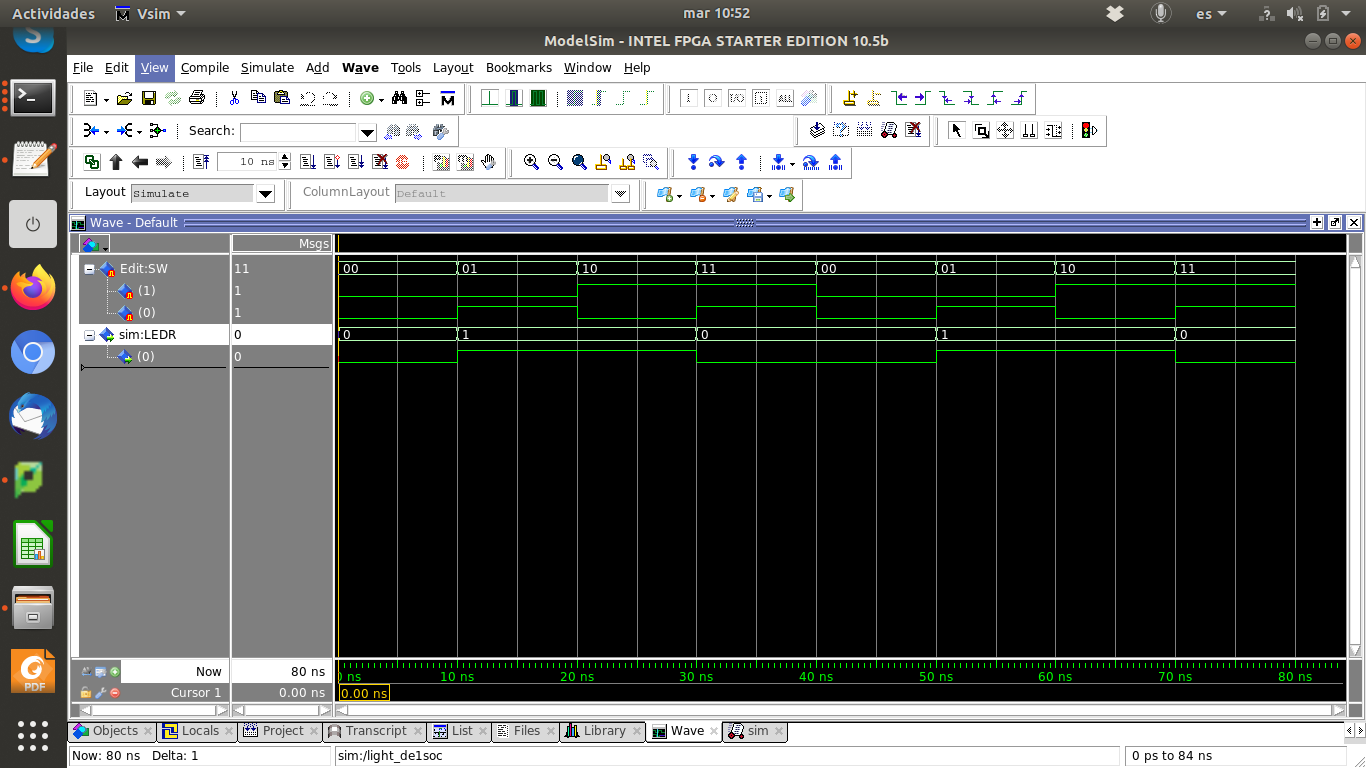 Actividades Vsim mar 10:52 es
ModelSim - INTEL FPGA STARTER EDITION 10.5b
File Edit View Compile Simulate Add Wave Tools Layout Bookmarks Window Help
Search:
10 ns
Layout Simulate ColumnLayout Default
Wave - Default
Msgs
Edit:SW 11 00 01 10 11 00 01 10 11
(1) 1
(0) 1
sim:LEDR 0 0 1 0 1 0
(0) 0
Now 80 ns ns 10 ns 20 ns 30 ns 40 ns 50 ns 60 ns 70 ns 80 ns
Cursor 1 0.00 ns 0.00 ns
PDF
Objects Locals Project Transcript List Files Library Wave sim
Now: 80 ns Delta: 1 sim:/light_de1soc 0 ps to 84 ns